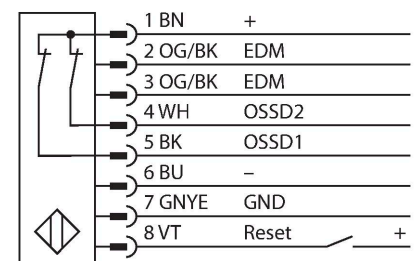 1 BN +
2 OG/BK EDM
3 OG/BK EDM
4 WH OSSD2
5 BK OSSD1
6 BU –
7 GNYE GND
8 VT Reset +